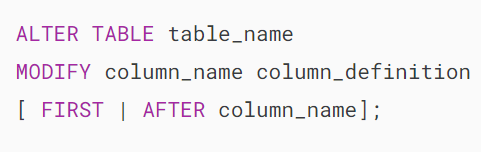 ALTER TABLE table_name
MODIFY column_name column_definition
[ FIRST | AFTER column_name];